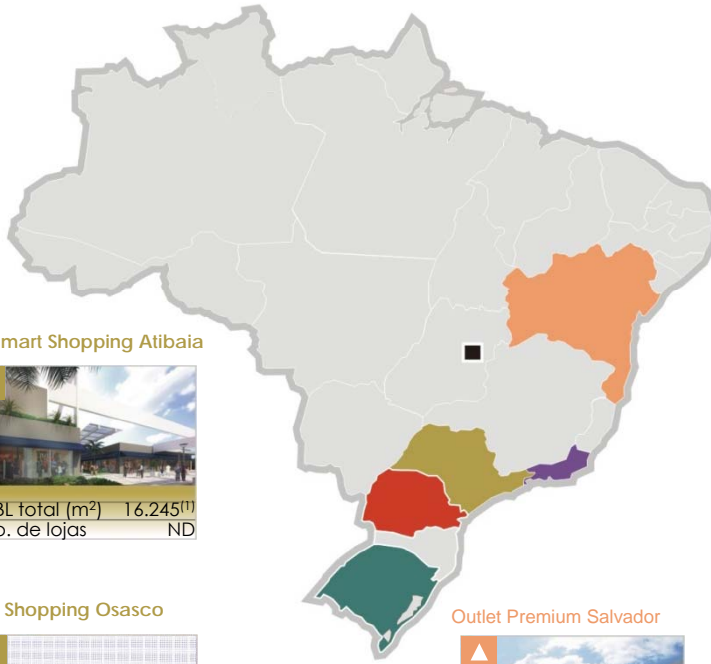 mart Shopping Atibaia
BL total (m²) 16.245⁽¹⁾
o. de lojas ND
Shopping Osasco
Outlet Premium Salvador